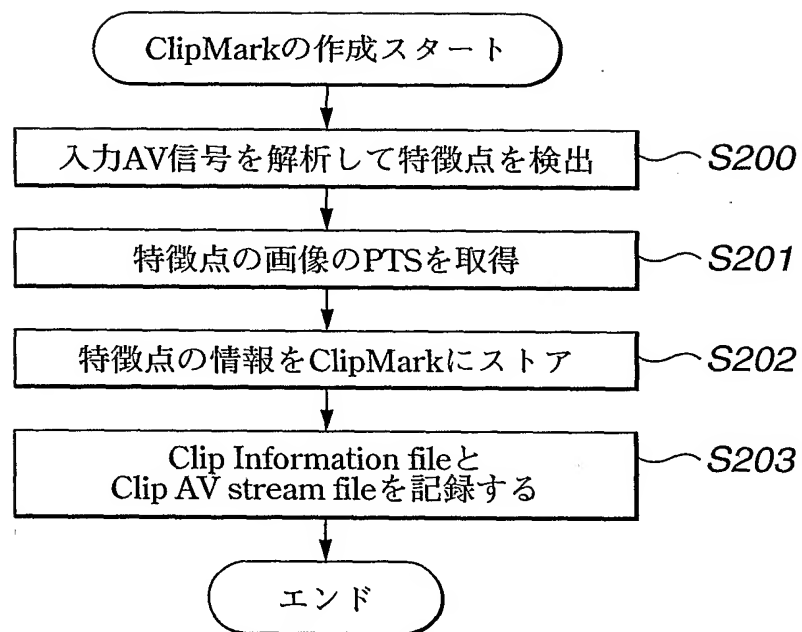 ClipMarkの作成スタート
入力AV信号を解析して特徴点を検出
S200
特徴点の画像のPTSを取得
S201
特徴点の情報をClipMarkにストア
S202
Clip Information fileと
Clip AV stream fileを記録する
S203
エンド